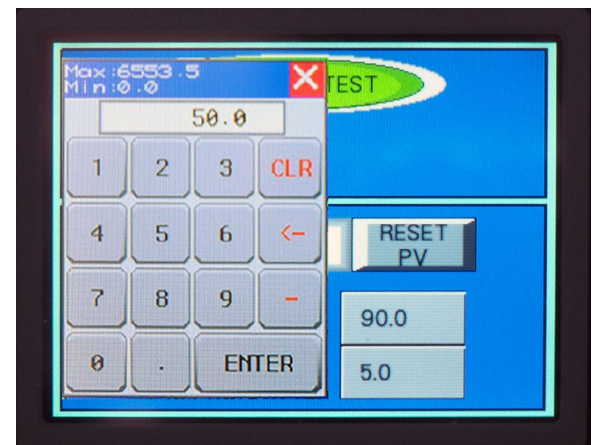 Max:6553.5
Min:0.0
TEST
50.0
1 2 3 CLR
4 5 6 <-
7 8 9 -
0 . ENTER
RESET
PV
90.0
5.0